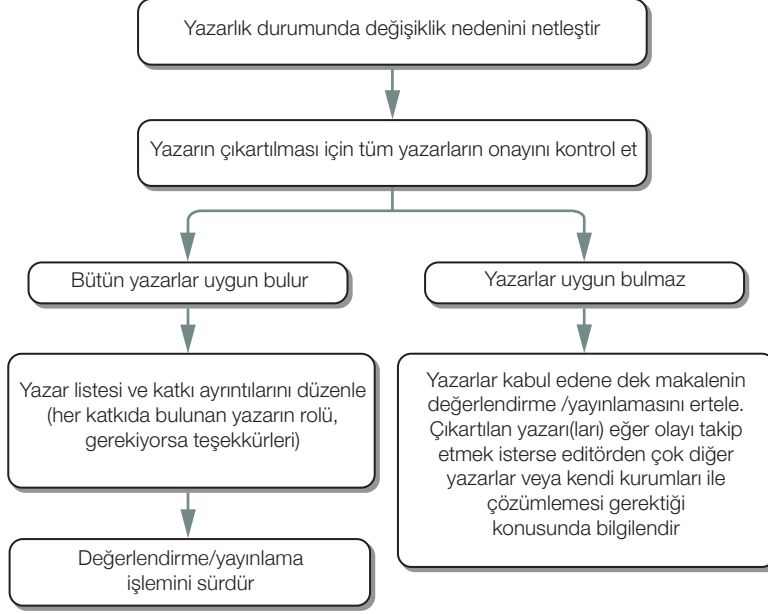 Yazarlık durumunda değişiklik nedenini netleştir
Yazarın çıkartılması için tüm yazarların onayını kontrol et
Bütün yazarlar uygun bulur
Yazarlar uygun bulmaz
Yazar listesi ve katkı ayrıntılarını düzenle
(her katkıda bulunan yazarın rolü,
gerekiyorsa teşekkürleri)
Yazarlar kabul edene dek makalenin
değerlendirme /yayınlamasını ertele.
Çıkartılan yazarı(ları) eğer olayı takip
etmek isterse editörden çok diğer
yazarlar veya kendi kurumları ile
çözümlemesi gerektiği
konusunda bilgilendir
Değerlendirme/yayınlama
işlemini sürdür